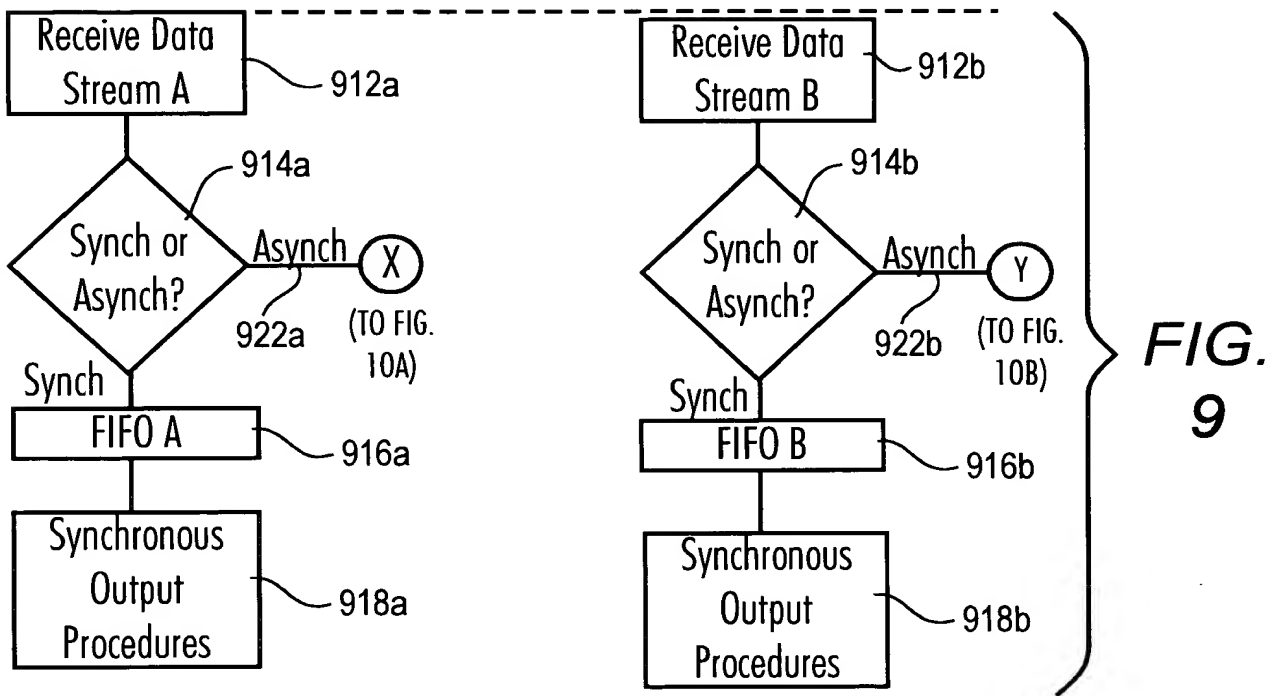 Receive Data
Stream A
912a
914a
Synch or
Asynch?
Asynch
X
922a
(TO FIG.
10A)
Synch
FIFO A
916a
Synchronous
Output
Procedures
918a
Receive Data
Stream B
912b
914b
Synch or
Asynch?
Asynch
Y
922b
(TO FIG.
10B)
Synch
FIFO B
916b
Synchronous
Output
Procedures
918b
FIG.
9